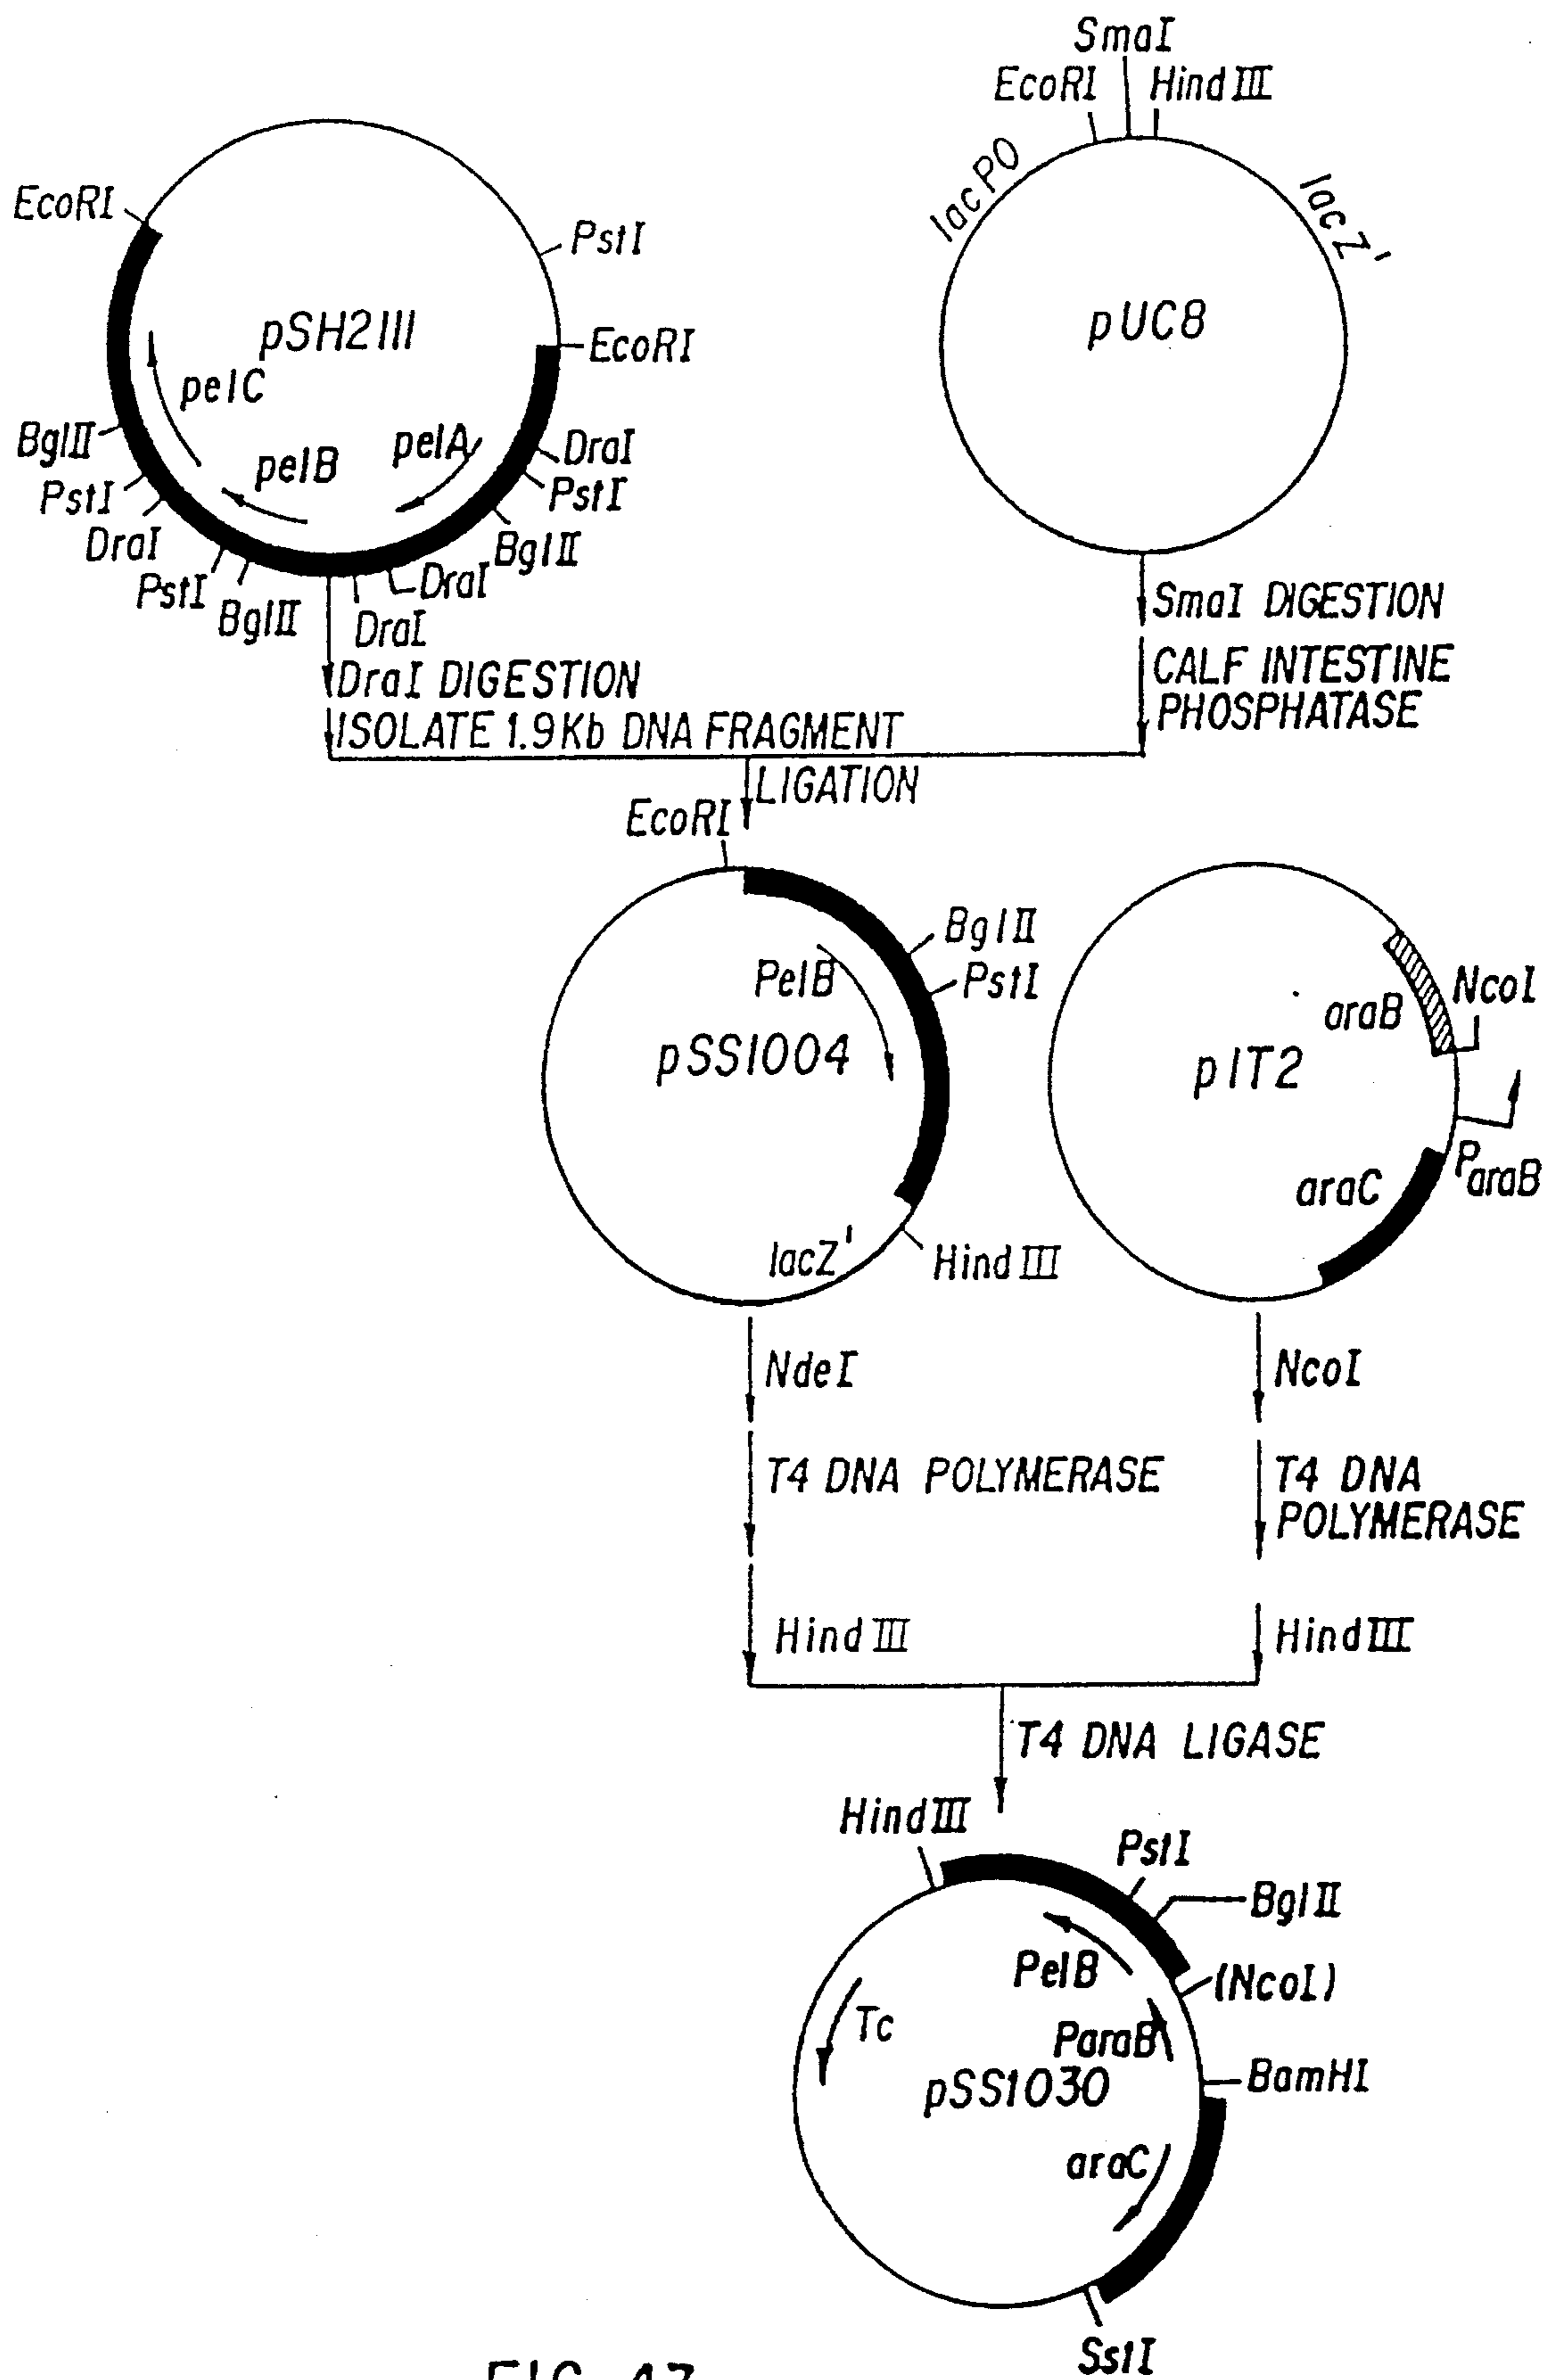 SmaI
EcoRI
HindIII
lacPO
lacZ'
pUC8
EcoRI
PstI
pSH2111
EcoRI
pelC
pelA
BglII
pelB
DraI
PstI
PstI
DraI
BglII
PstI
DraI
BglII
DraI
SmaI DIGESTION
CALF INTESTINE
PHOSPHATASE
DraI DIGESTION
ISOLATE 1.9Kb DNA FRAGMENT
LIGATION
EcoRI
BglII
PelB
PstI
pSS1004
lacZ'
HindIII
araB
NcoI
pIT2
ParaB
araC
NdeI
NcoI
T4 DNA POLYMERASE
T4 DNA
POLYMERASE
HindIII
HindIII
T4 DNA LIGASE
HindIII
PstI
BglII
PelB
(NcoI)
Tc
ParaB
pSS1030
BamHI
araC
SstI